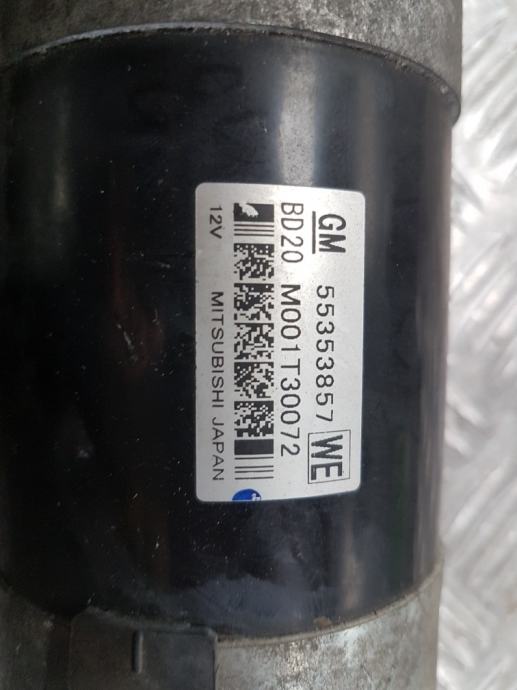 GM 55353857 WE
BD20 M001T30072
12V MITSUBISHI JAPAN